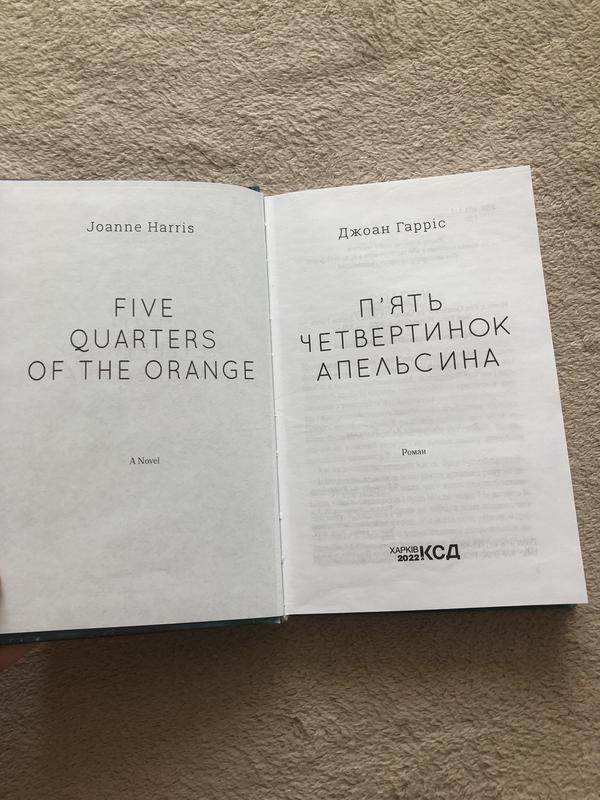 Joanne Harris
FIVE
QUARTERS
OF THE ORANGE
A Novel
Джоан Гарріс
П’ЯТЬ
ЧЕТВЕРТИНОК
АПЕЛЬСИНА
Роман
ХАРКІВ КСД
2022